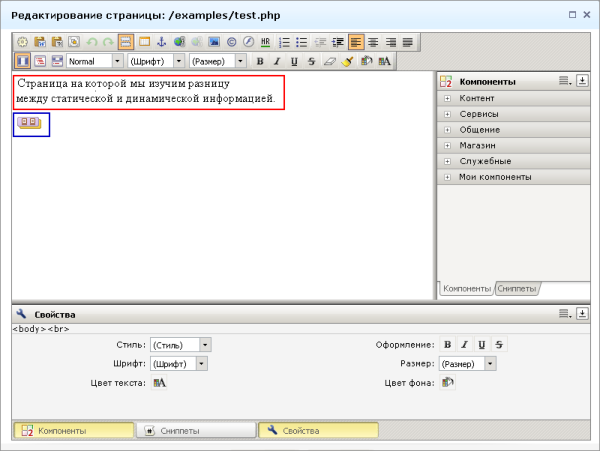 Редактирование страницы: /examples/test.php
HR
Normal (Шрифт) (Размер) B I U S A
Страница на которой мы изучим разницу
между статической и динамической информацией.
Компоненты
Контент
Сервисы
Общение
Магазин
Служебные
Мои компоненты
Компоненты Сниппеты
Свойства
<body><br>
Стиль: (Стиль) Оформление: B I U S
Шрифт: (Шрифт) Размер: (Размер)
Цвет текста: A Цвет фона:
Компоненты Сниппеты Свойства